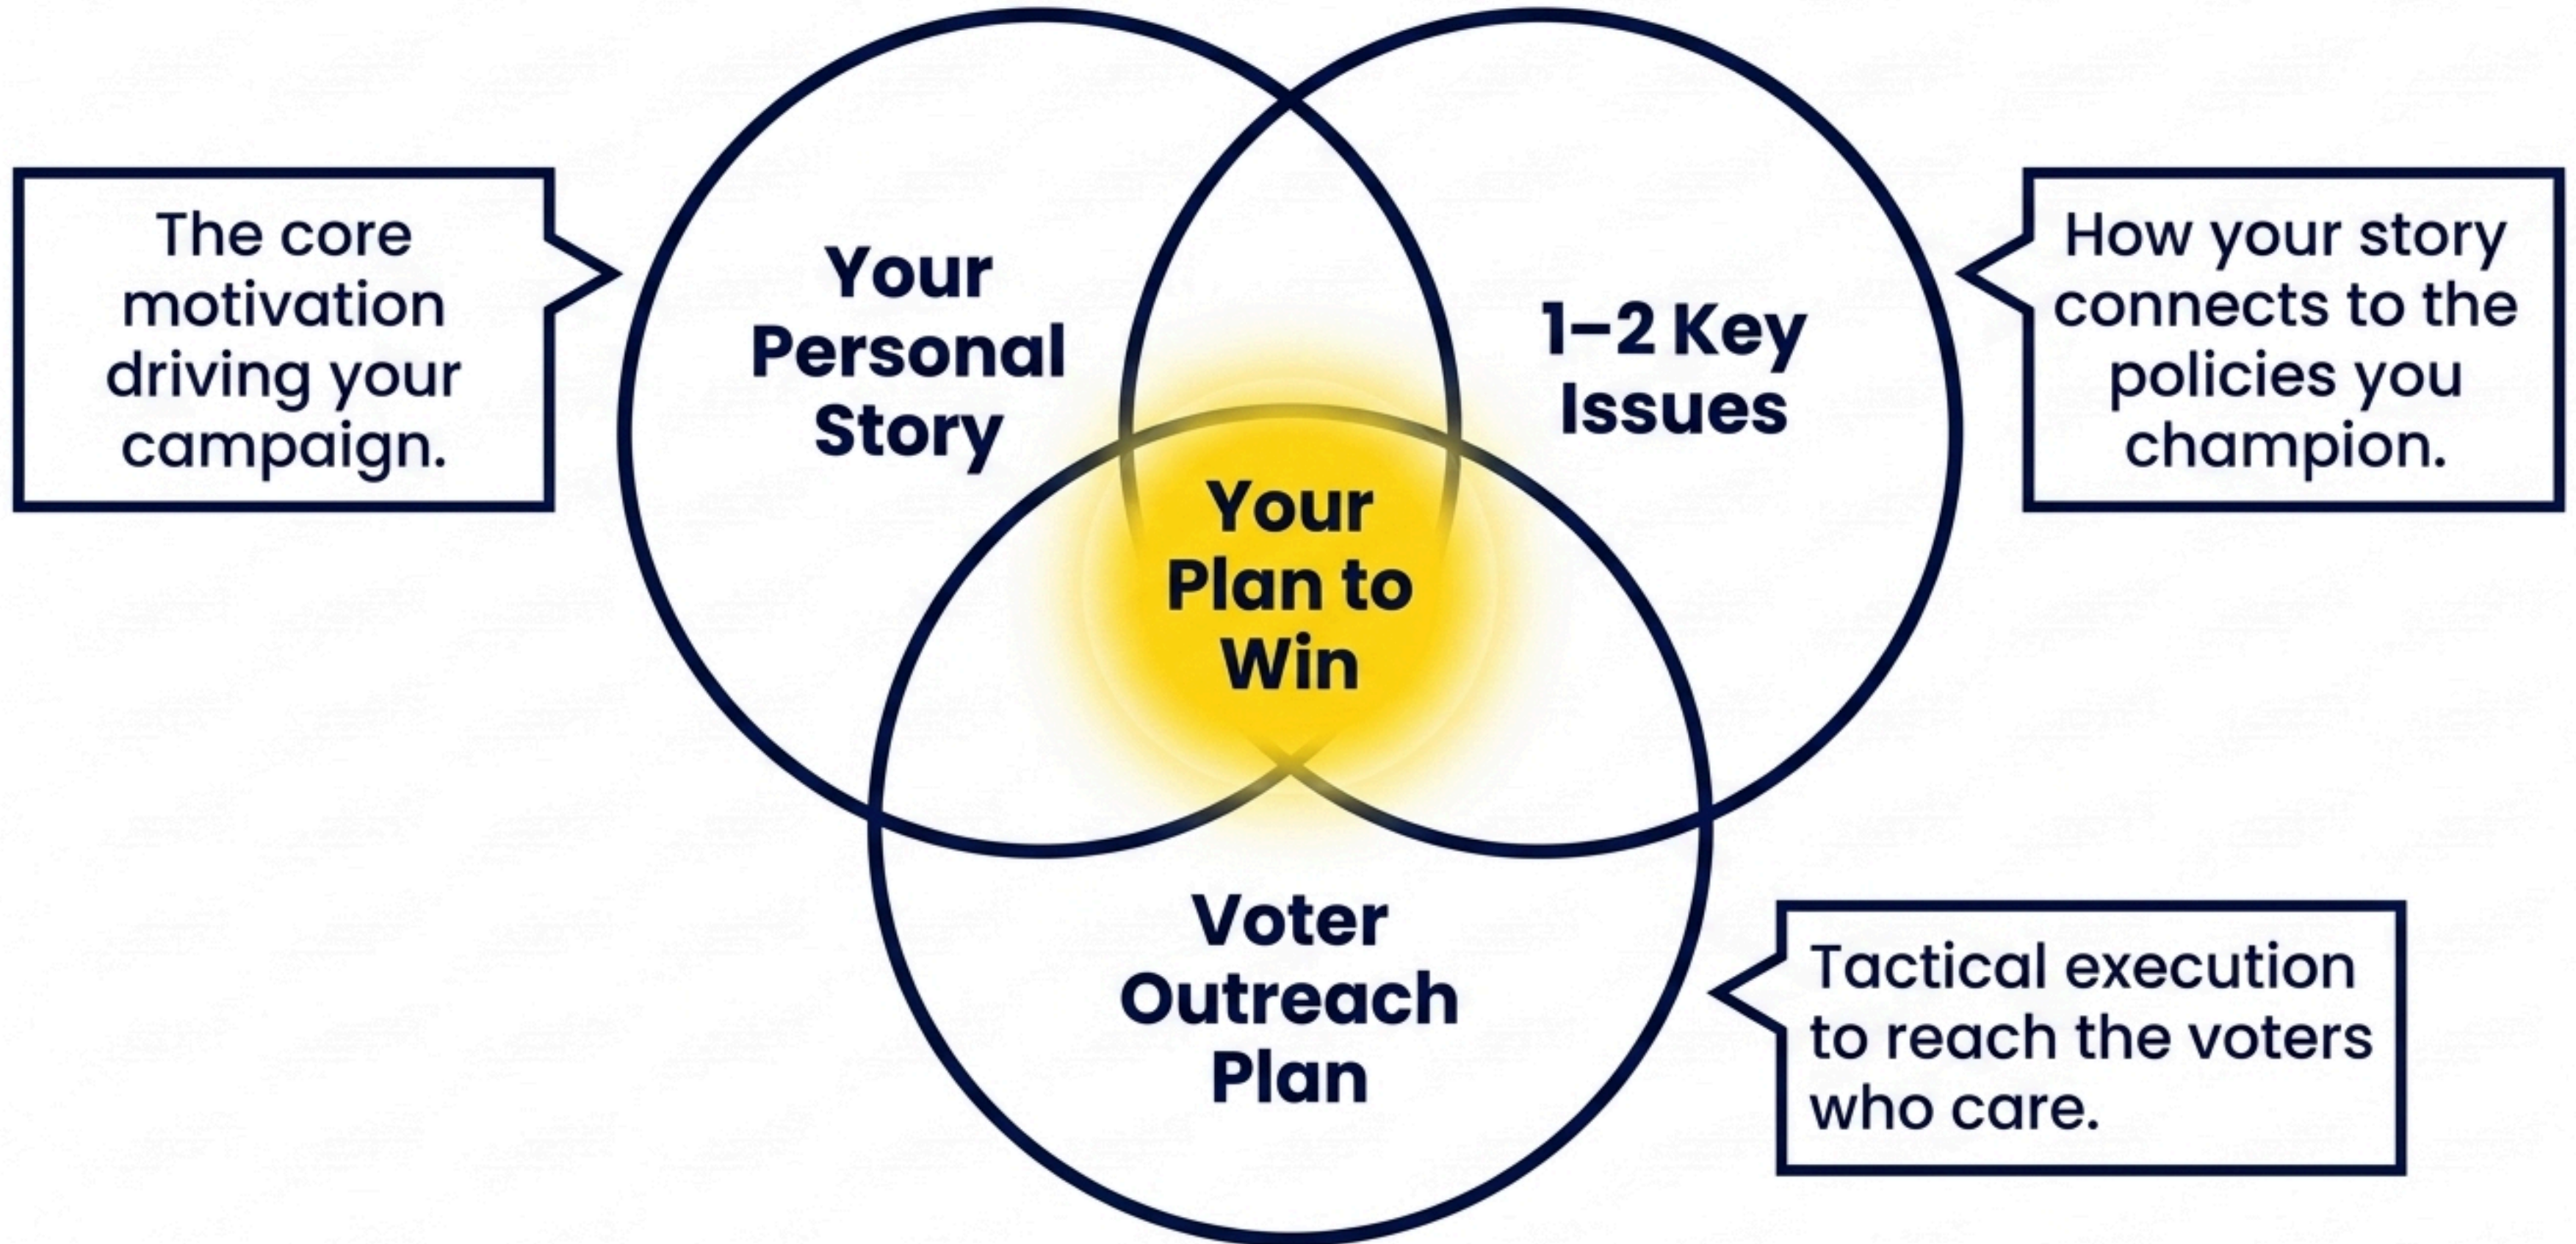 The core
motivation
driving your
campaign.
Your
Personal
Story
1–2 Key
Issues
How your story
connects to the
policies you
champion.
Your
Plan to
Win
Voter
Outreach
Plan
Tactical execution
to reach the voters
who care.